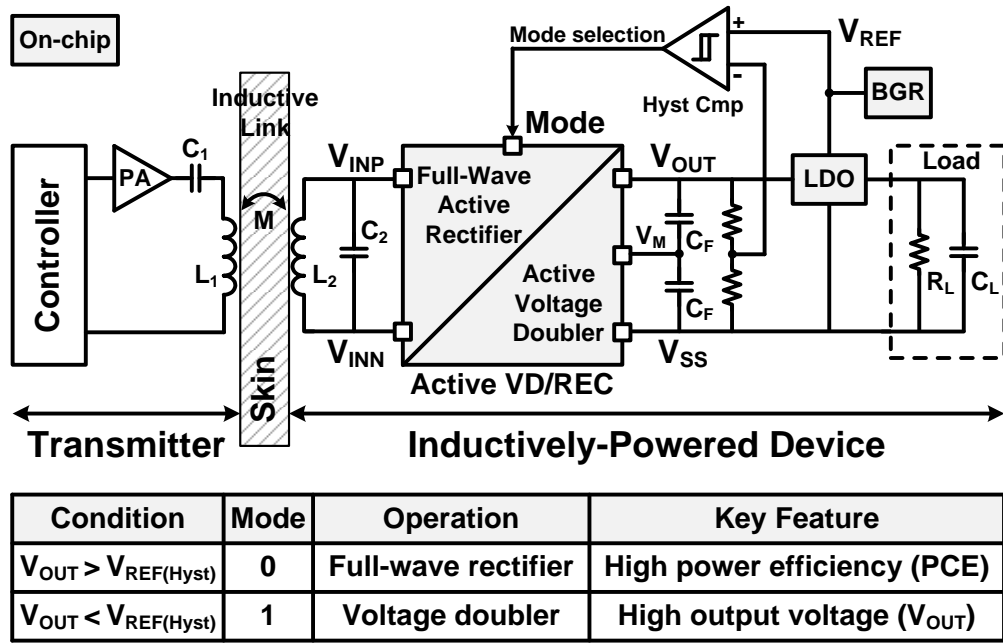 On-chip
Mode selection
+
-
Hyst Cmp
V_REF
BGR
Inductive
Link
Controller
PA
C₁
M
L₁
L₂
Skin
V_INP
V_INN
C₂
Mode
Full-Wave
Active
Rectifier
Active
Voltage
Doubler
Active VD/REC
V_OUT
V_M
C_F
C_F
V_SS
LDO
Load
R_L
C_L
Transmitter
Inductively-Powered Device
Condition Mode Operation Key Feature
V_OUT > V_REF(Hyst) 0 Full-wave rectifier High power efficiency (PCE)
V_OUT < V_REF(Hyst) 1 Voltage doubler High output voltage (V_OUT)